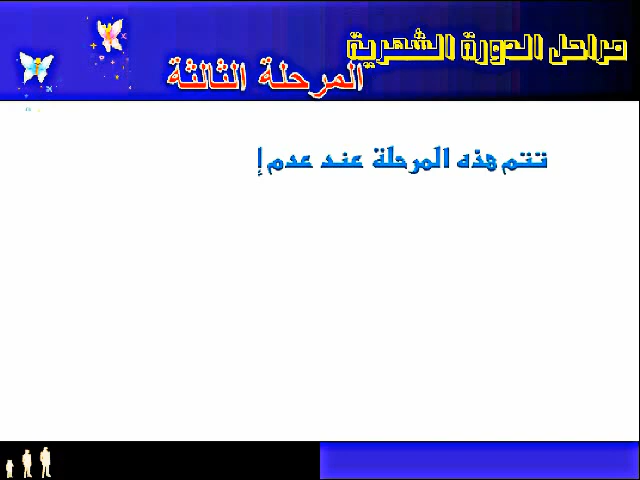 مراحل الدورة الشهرية
المرحلة الثالثة
تتم هذه المرحلة عند عدم إ